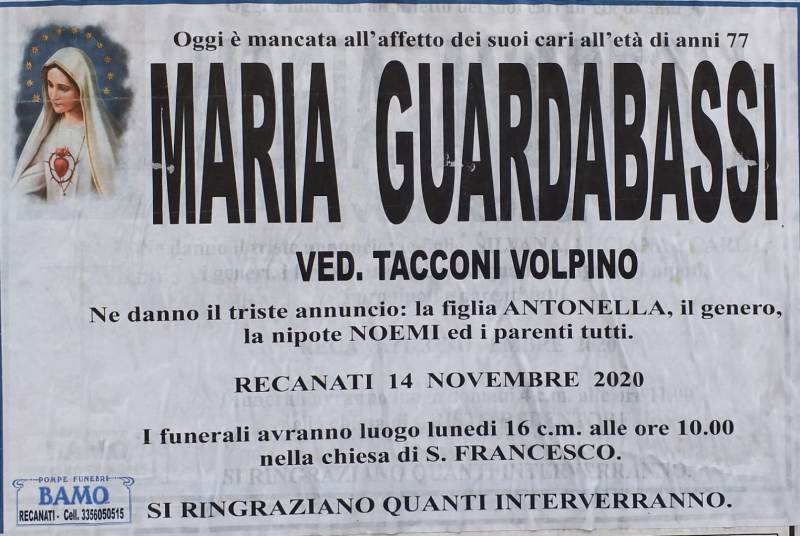 Oggi è mancata all'affetto dei suoi cari all'età di anni 77
MARIA GUARDABASSI
VED. TACCONI VOLPINO
Ne danno il triste annuncio: la figlia ANTONELLA, il genero,
la nipote NOEMI ed i parenti tutti.
RECANATI 14 NOVEMBRE 2020
I funerali avranno luogo lunedi 16 c.m. alle ore 10.00
nella chiesa di S. FRANCESCO.
SI RINGRAZIANO QUANTI INTERVERRANNO.
POMPE FUNEBRI
BAMO
RECANATI - Cell. 3356050515